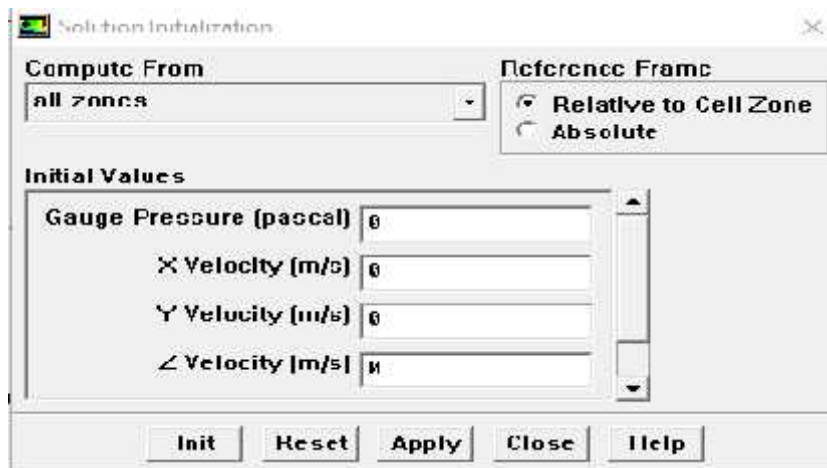 Solution Initialization
Compute From
Reference Frame
all zones
Relative to Cell Zone
Absolute
Initial Values
Gauge Pressure (pascal) 0
X Velocity (m/s) 0
Y Velocity (m/s) 0
Z Velocity (m/s) 0
Init Reset Apply Close Help